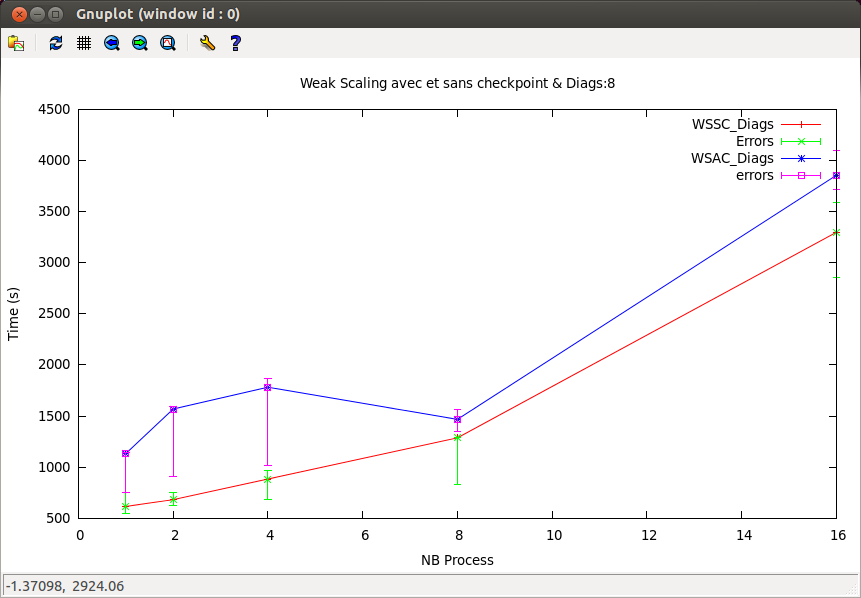 Gnuplot (window id : 0)
?
Weak Scaling avec et sans checkpoint & Diags:8
4500
4000
3500
3000
2500
2000
1500
1000
500
Time (s)
WSSC_Diags
Errors
WSAC_Diags
errors
0 2 4 6 8 10 12 14 16
NB Process
-1.37098, 2924.06